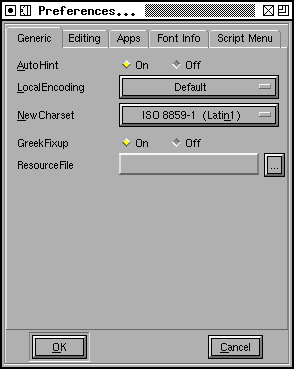 Preferences...
Generic Editing Apps Font Info Script Menu
AutoHint On Off
LocalEncoding Default
NewCharset ISO 8859-1 (Latin1)
GreekFixup On Off
ResourceFile ...
OK Cancel